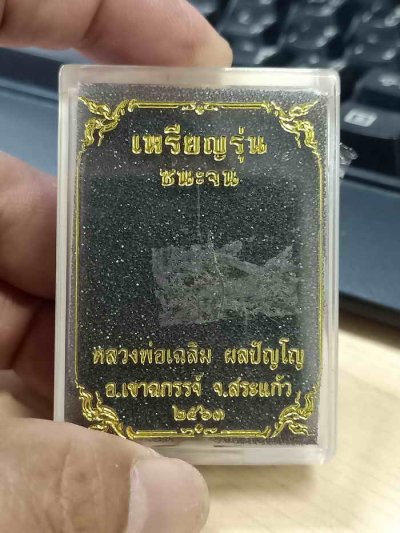 เหรียญรุ่น
ชนะจน
หลวงพ่อเฉลิม ผลปัญโญ
อ.เขาฉกรรจ์ จ.สระแก้ว
๒๕๖๓